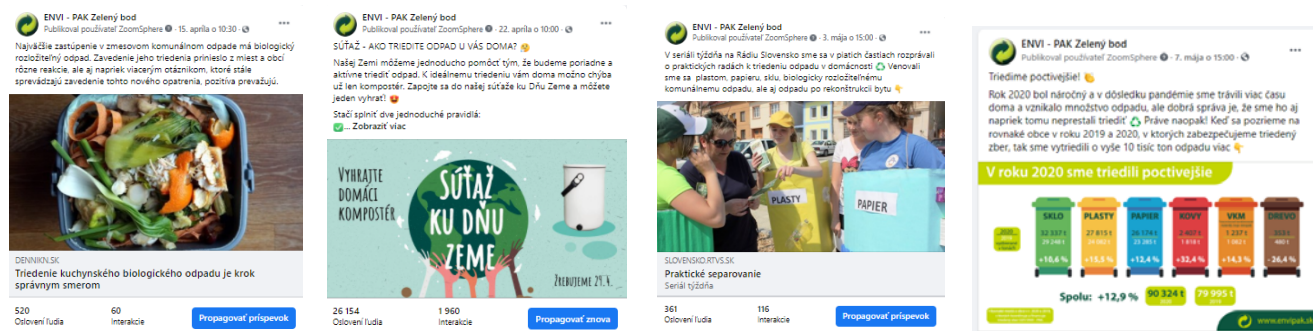 ENVI - PAK Zelený bod
Publikoval používateľ ZoomSphere · 15. apríla o 10:30 ·
Najväčšie zastúpenie v zmesovom komunálnom odpade má biologický
rozložiteľný odpad. Zavedenie jeho triedenia prinieslo z miest a obcí
rôzne reakcie, ale aj napriek viacerým otáznikom, ktoré stále
sprevádzajú zavedenie tohto nového opatrenia, pozitíva prevažujú.
DENNIKN.SK
Triedenie kuchynského biologického odpadu je krok
správnym smerom
520
Oslovení ľudia
60
Interakcie
Propagovať príspevok
ENVI - PAK Zelený bod
Publikoval používateľ ZoomSphere · 22. apríla o 10:00 ·
SÚŤAŽ - AKO TRIEDITE ODPAD U VÁS DOMA? 🤔
Našej Zemi môžeme jednoducho pomôcť tým, že budeme poriadne a
aktívne triediť odpad. K ideálnemu triedeniu vám doma možno chýba
už len kompostér. Zapojte sa do našej súťaže ku Dňu Zeme a môžete
jeden vyhrať!
Stačí splniť dve jednoduché pravidlá:
✅... Zobraziť viac
VYHRAJTE
DOMÁCI
KOMPOSTÉR
SÚŤAŽ
KU DŇU
ZEME
ŽREBUJEME 29.4.
26 154
Oslovení ľudia
1 960
Interakcie
Propagovať znova
ENVI - PAK Zelený bod
Publikoval používateľ ZoomSphere · 3. mája o 15:00 ·
V seriáli týždňa na Rádiu Slovensko sme sa v piatich častiach rozprávali
o praktických radách k triedeniu odpadu v domácnosti ♻ Venovali
sme sa plastom, papieru, sklu, biologicky rozložiteľnému
komunálnemu odpadu, ale aj odpadu po rekonštrukcii bytu 👇
PLASTY
PAPIER
SLOVENSKO.RTVS.SK
Praktické separovanie
Seriál týždňa
361
Oslovení ľudia
116
Interakcie
Propagovať príspevok
ENVI - PAK Zelený bod
Publikoval používateľ ZoomSphere · 7. mája o 15:00 ·
Triedime poctivejšie! 👏
Rok 2020 bol náročný a v dôsledku pandémie sme trávili viac času
doma a vznikalo množstvo odpadu, ale dobrá správa je, že sme ho aj
napriek tomu neprestali triediť ♻ Práve naopak! Keď sa pozrieme na
rovnaké obce v roku 2019 a 2020, v ktorých zabezpečujeme triedený
zber, tak sme vytriedili o vyše 10 tisíc ton odpadu viac 👇
V roku 2020 sme triedili poctivejšie
SKLO PLASTY PAPIER KOVY VKM DREVO
2020 32 337 t 27 815 t 26 174 t
+10,6 % +15,5 % +12,4 % +32,4 % +14,3 % -26,4 %
Spolu: +12,9 % 90 324 t 79 995 t
www.envipak.sk